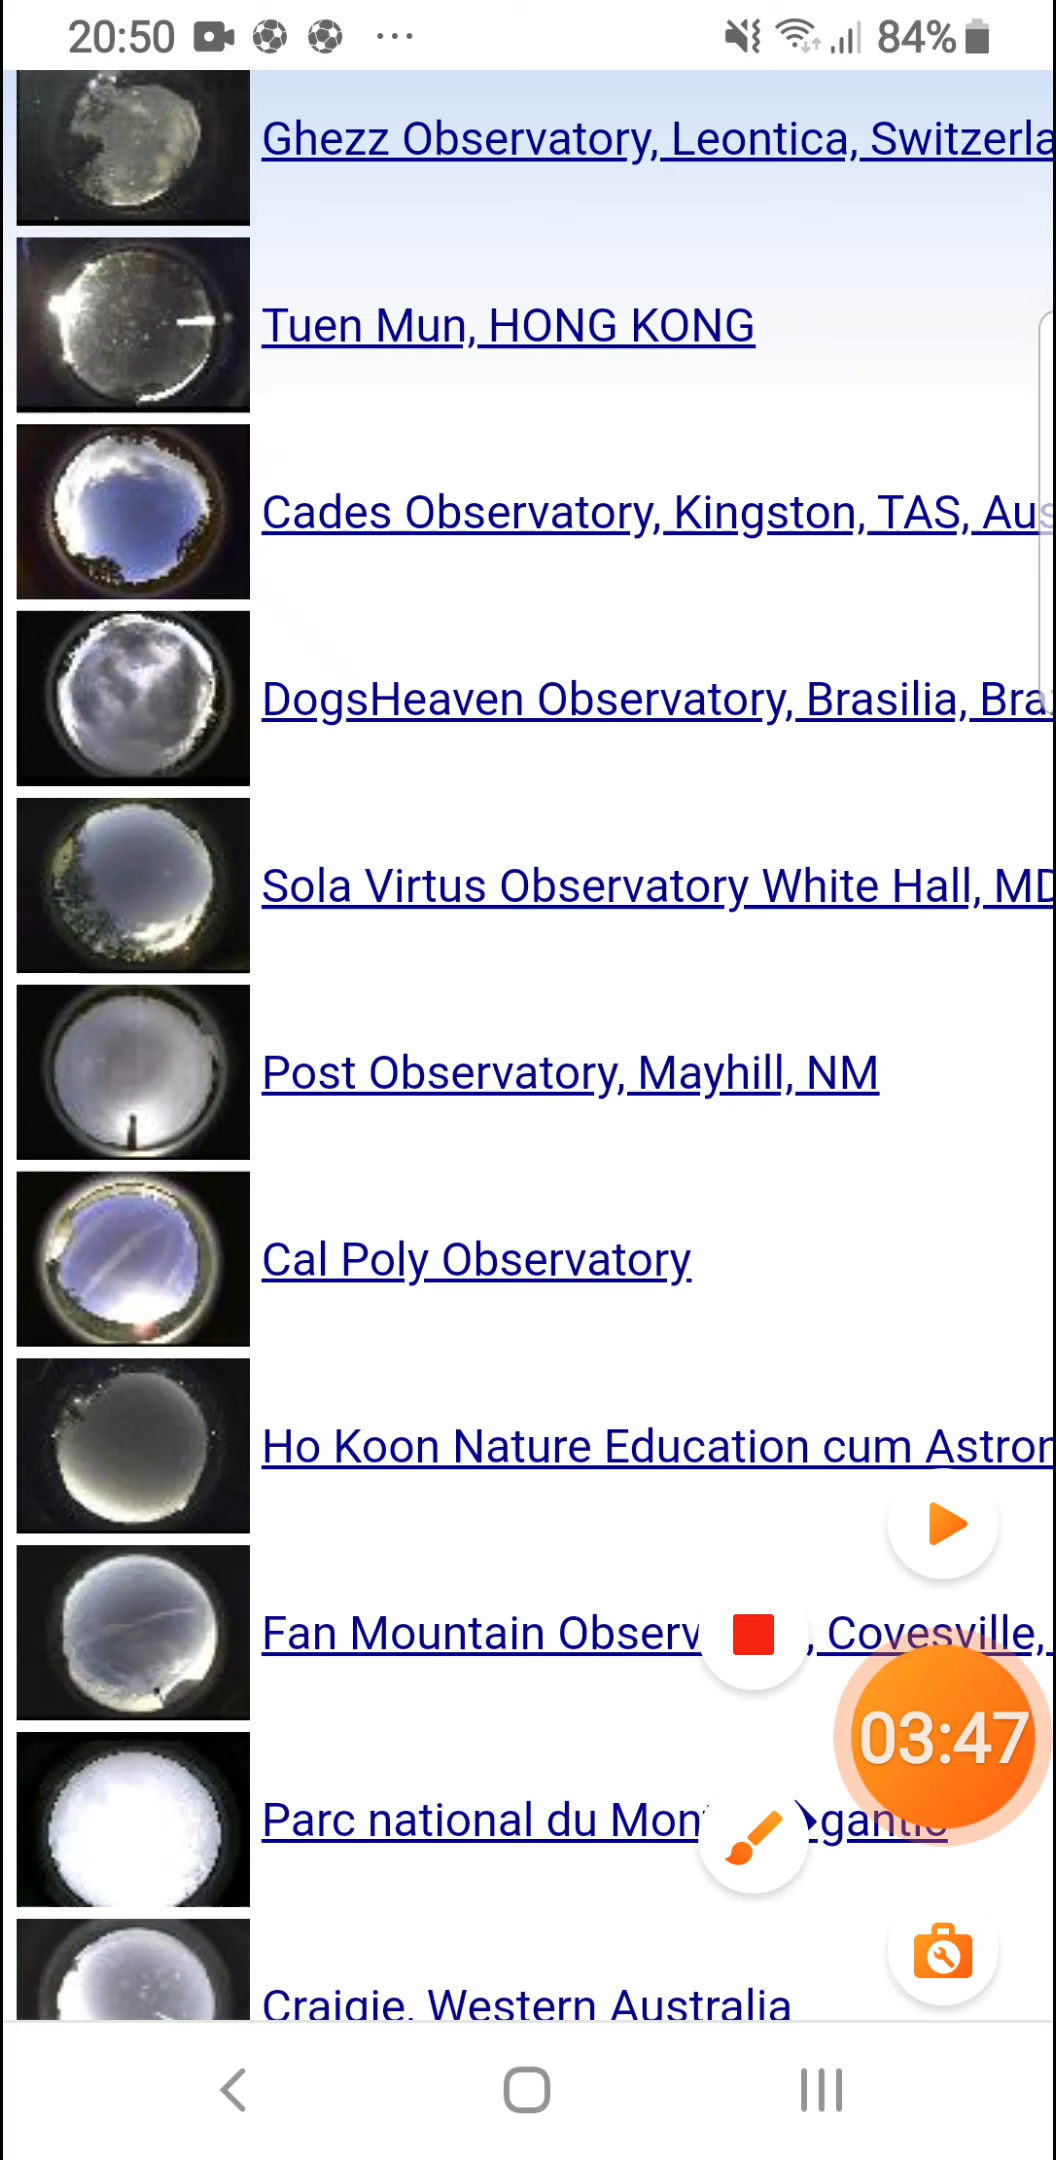 20:50 84%
Ghezz Observatory, Leontica, Switzerla
Tuen Mun, HONG KONG
Cades Observatory, Kingston, TAS, Aus
DogsHeaven Observatory, Brasilia, Bra
Sola Virtus Observatory White Hall, MD
Post Observatory, Mayhill, NM
Cal Poly Observatory
Ho Koon Nature Education cum Astron
Fan Mountain Observ , Covesville,
03:47
Parc national du Mon gantic
Craigie, Western Australia